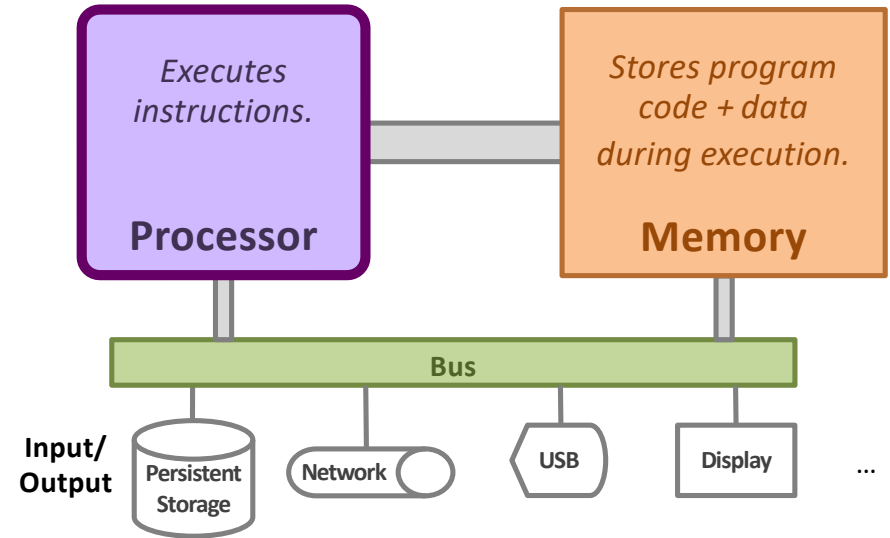 Executes
instructions.
Processor
Stores program
code + data
during execution.
Memory
Bus
Input/
Output
Persistent
Storage
Network
USB
Display
...